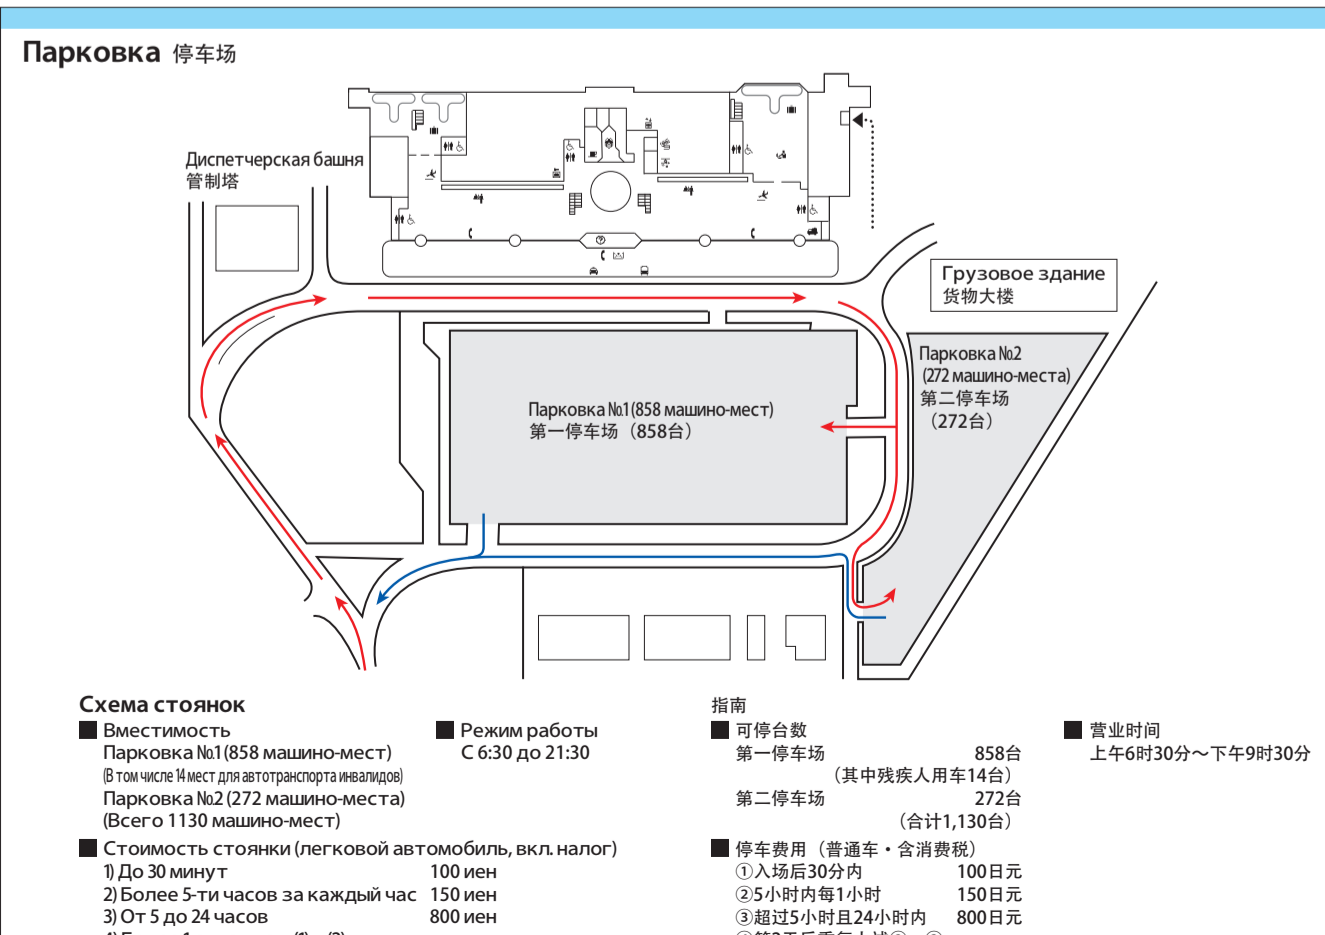 Парковка 停车场
Диспетчерская башня
管制塔
Грузовое здание
货物大楼
Парковка №2
(272 машино-места)
第二停车场
（272台）
Парковка №1 (858 машино-мест)
第一停车场（858台）
Схема стоянок
Вместимость
Парковка №1 (858 машино-мест)
(В том числе 14 мест для автотранспорта инвалидов)
Парковка №2 (272 машино-места)
(Всего 1130 машино-мест)
Режим работы
С 6:30 до 21:30
Стоимость стоянки (легковой автомобиль, вкл. налог)
1) До 30 минут 100 иен
2) Более 5-ти часов за каждый час 150 иен
3) От 5 до 24 часов 800 иен
指南
可停台数
第一停车场 858台
（其中残疾人用车14台）
第二停车场 272台
（合计1,130台）
营业时间
上午6时30分～下午9时30分
停车费用（普通车・含消费税）
①入场后30分内 100日元
②5小时内每1小时 150日元
③超过5小时且24小时内 800日元